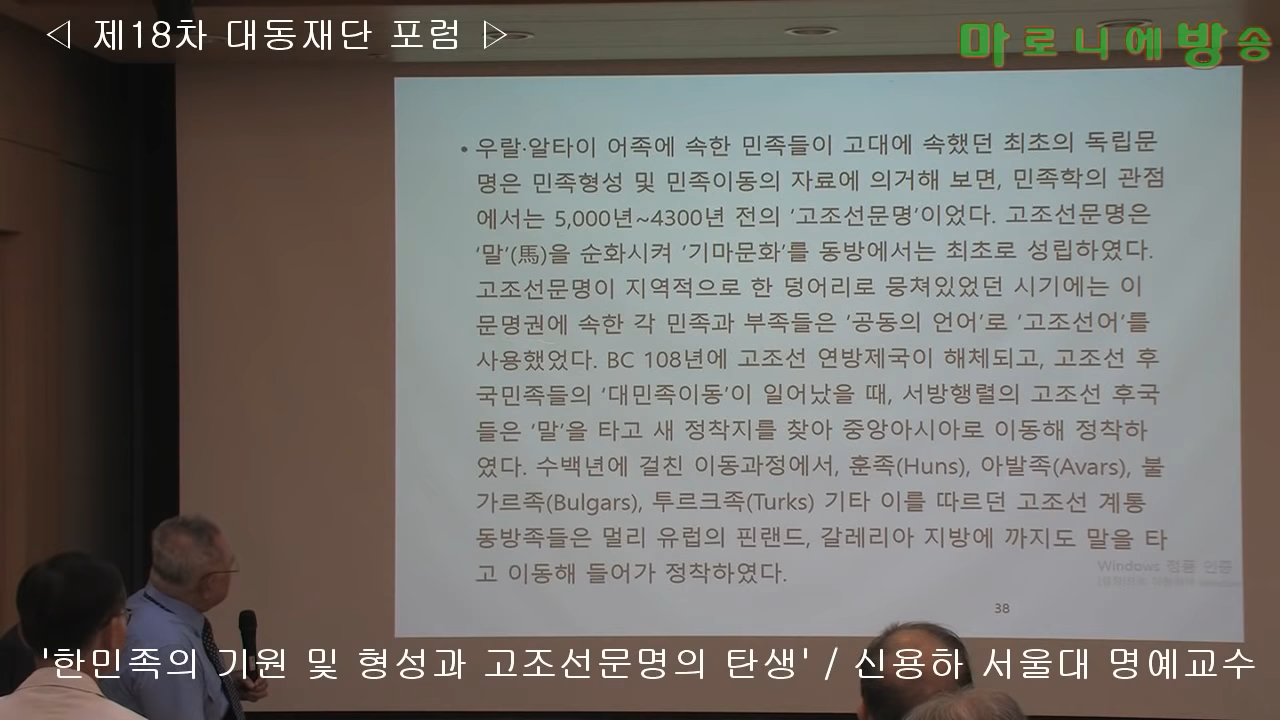 ◁ 제18차 대동재단 포럼 ▷
마로니에방송
• 우랄·알타이 어족에 속한 민족들이 고대에 속했던 최초의 독립문
명은 민족형성 및 민족이동의 자료에 의거해 보면, 민족학의 관점
에서는 5,000년~4300년 전의 ‘고조선문명’이었다. 고조선문명은
‘말’(馬)을 순화시켜 ‘기마문화’를 동방에서는 최초로 성립하였다.
고조선문명이 지역적으로 한 덩어리로 뭉쳐있었던 시기에는 이
문명권에 속한 각 민족과 부족들은 ‘공동의 언어’로 ‘고조선어’를
사용했었다. BC 108년에 고조선 연방제국이 해체되고, 고조선 후
국민족들의 ‘대민족이동’이 일어났을 때, 서방행렬의 고조선 후국
들은 ‘말’을 타고 새 정착지를 찾아 중앙아시아로 이동해 정착하
였다. 수백년에 걸친 이동과정에서, 훈족(Huns), 아발족(Avars), 불
가르족(Bulgars), 투르크족(Turks) 기타 이를 따르던 고조선 계통
동방족들은 멀리 유럽의 핀랜드, 갈레리아 지방에 까지도 말을 타
고 이동해 들어가 정착하였다.
Windows 정품 인증
38
'한민족의 기원 및 형성과 고조선문명의 탄생' / 신용하 서울대 명예교수